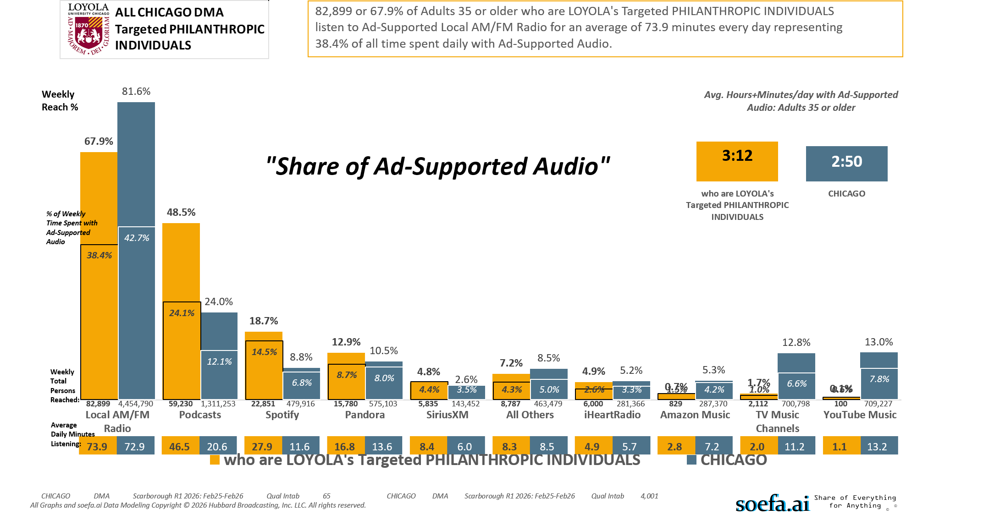 LOYOLA
UNIVERSITY CHICAGO
1870
AD • MAJOREM • DEI • GLORIAM
ALL CHICAGO DMA
Targeted PHILANTHROPIC
INDIVIDUALS
82,899 or 67.9% of Adults 35 or older who are LOYOLA's Targeted PHILANTHROPIC INDIVIDUALS
listen to Ad-Supported Local AM/FM Radio for an average of 73.9 minutes every day representing
38.4% of all time spent daily with Ad-Supported Audio.
Weekly
Reach %
Avg. Hours+Minutes/day with Ad-Supported
Audio: Adults 35 or older
"Share of Ad-Supported Audio"
3:12 2:50
who are LOYOLA's
Targeted PHILANTHROPIC
INDIVIDUALS
CHICAGO
67.9% 81.6% 48.5% 24.0% 18.7% 8.8% 12.9% 10.5% 4.8% 2.6% 7.2% 8.5% 4.9% 5.2% 0.7% 5.3% 1.7% 12.8% 0.1% 13.0%
% of Weekly
Time Spent with
Ad-Supported
Audio
38.4% 42.7% 24.1% 12.1% 14.5% 6.8% 8.7% 8.0% 4.4% 3.5% 4.3% 5.0% 2.6% 3.3% 1.5% 4.2% 1.0% 6.6% 0.6% 7.8%
Weekly
Total
Persons
Reached:
82,899 4,454,790 59,230 1,311,253 22,851 479,916 15,780 575,103 5,835 143,452 8,787 463,479 6,000 281,366 829 287,370 2,112 700,798 100 709,227
Local AM/FM Radio
Podcasts
Spotify
Pandora
SiriusXM
All Others
iHeartRadio
Amazon Music
TV Music Channels
YouTube Music
Average
Daily Minutes
Listening:
73.9 72.9 46.5 20.6 27.9 11.6 16.8 13.6 8.4 6.0 8.3 8.5 4.9 5.7 2.8 7.2 2.0 11.2 1.1 13.2
who are LOYOLA's Targeted PHILANTHROPIC INDIVIDUALS CHICAGO
CHICAGO DMA Scarborough R1 2026: Feb25-Feb26 Qual Intab 65 CHICAGO DMA Scarborough R1 2026: Feb25-Feb26 Qual Intab 4,001
All Graphs and soefa.ai Data Modeling Copyright © 2026 Hubbard Broadcasting, Inc. LLC. All rights reserved.
soefa.ai
Share of Everything
for Anything © ©